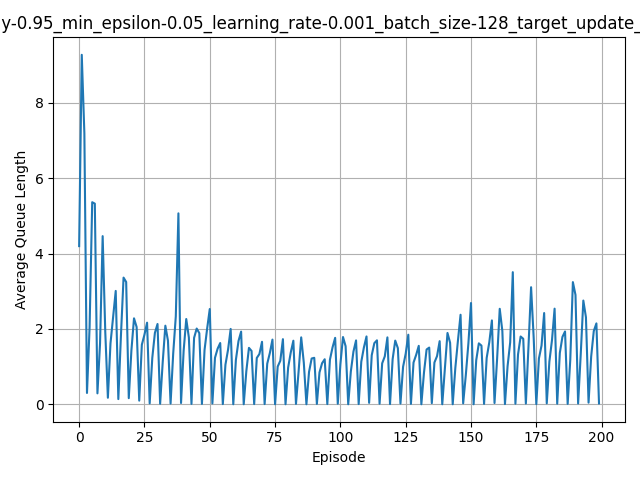 y-0.95_min_epsilon-0.05_learning_rate-0.001_batch_size-128_target_update_
Average Queue Length
8
6
4
2
0
0 25 50 75 100 125 150 175 200
Episode